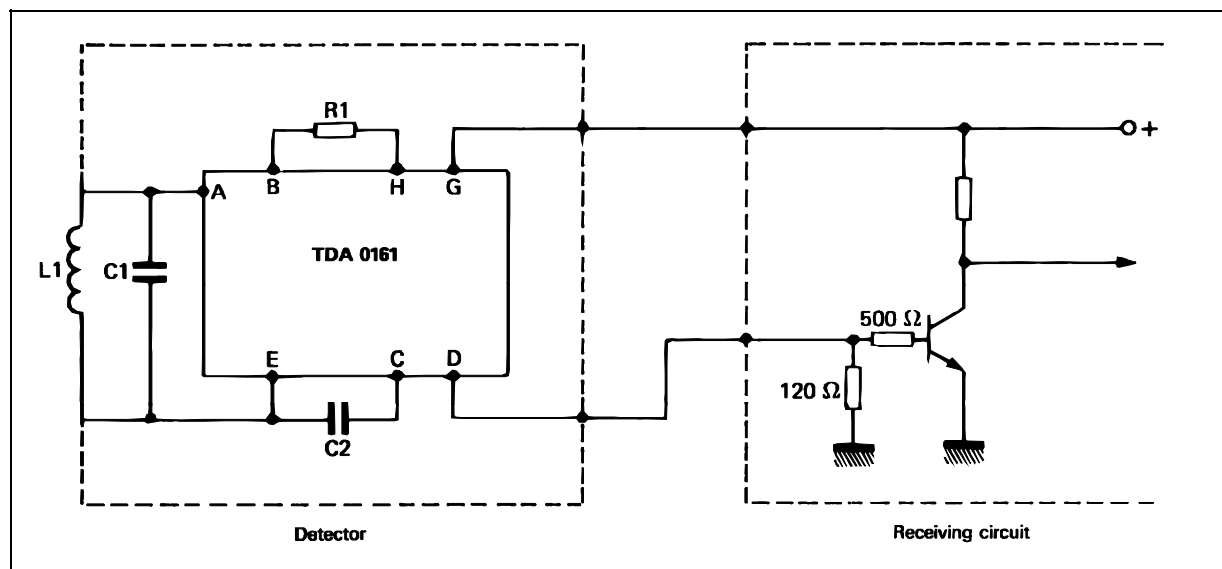 R1
+
A
B
H
G
L1
C1
TDA 0161
500 Ω
E
C
D
120 Ω
C2
Detector
Receiving circuit